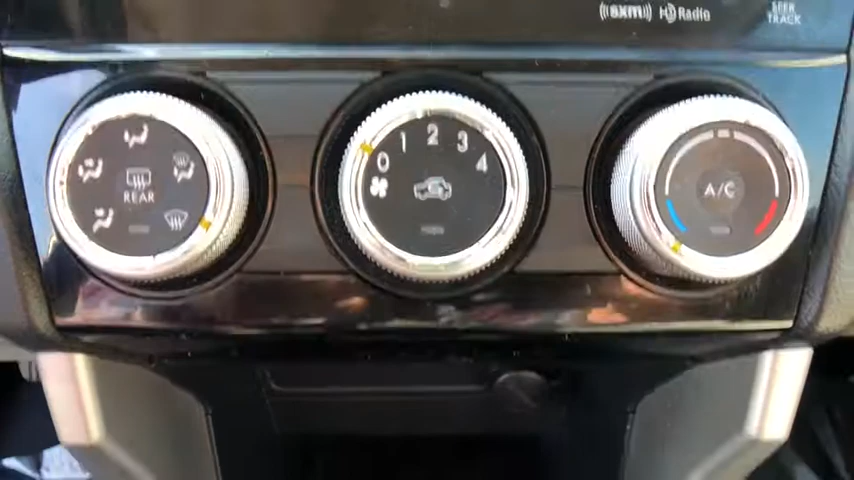 ((SXM)) HD Radio
SEEK
TRACK
0 1 2 3 4
REAR
A/C